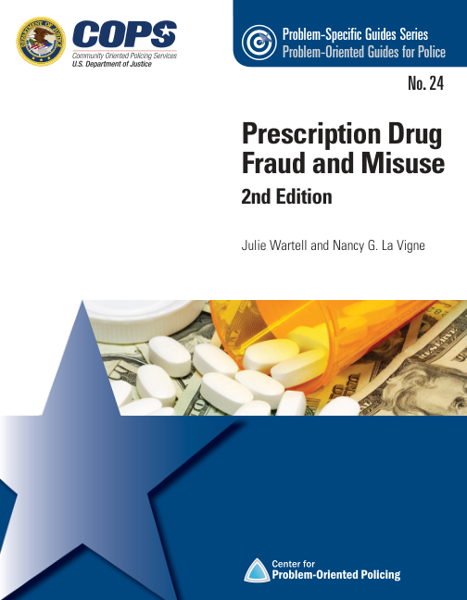 COPS
Community Oriented Policing Services
U.S. Department of Justice
Problem-Specific Guides Series
Problem-Oriented Guides for Police
No. 24
Prescription Drug
Fraud and Misuse
2nd Edition
Julie Wartell and Nancy G. La Vigne
Center for
Problem-Oriented Policing